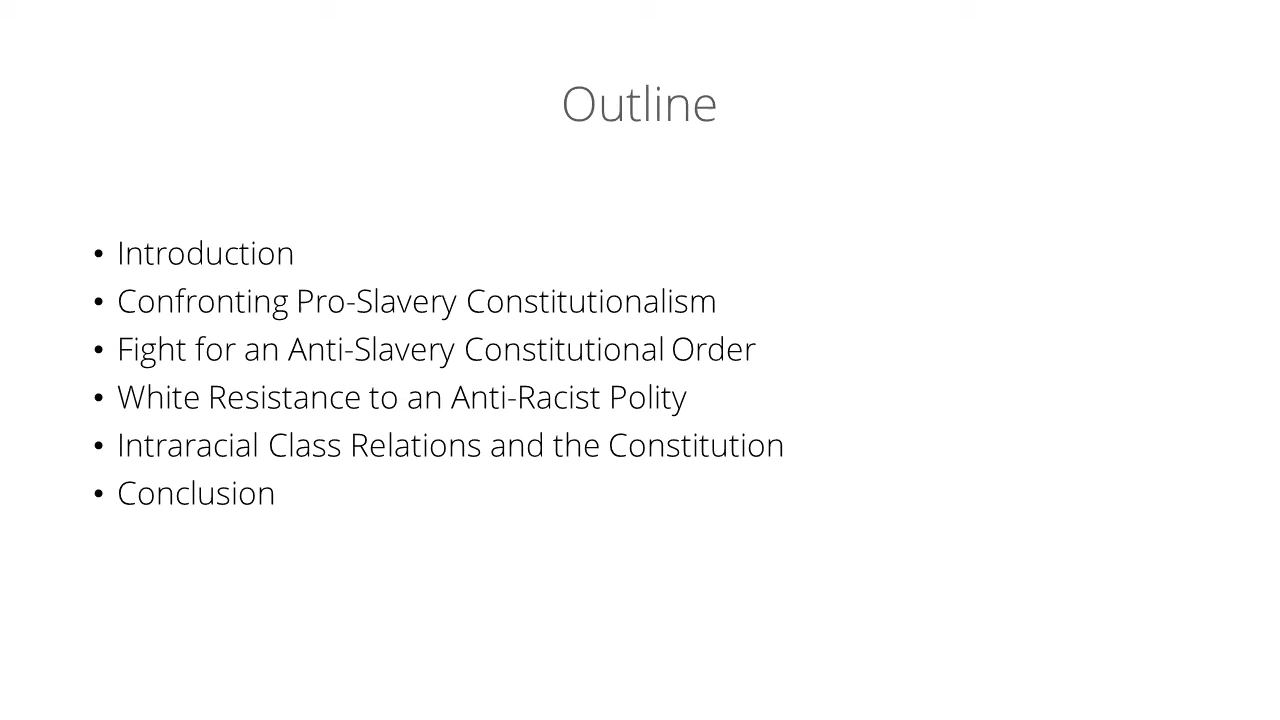 Outline
• Introduction
• Confronting Pro-Slavery Constitutionalism
• Fight for an Anti-Slavery Constitutional Order
• White Resistance to an Anti-Racist Polity
• Intraracial Class Relations and the Constitution
• Conclusion